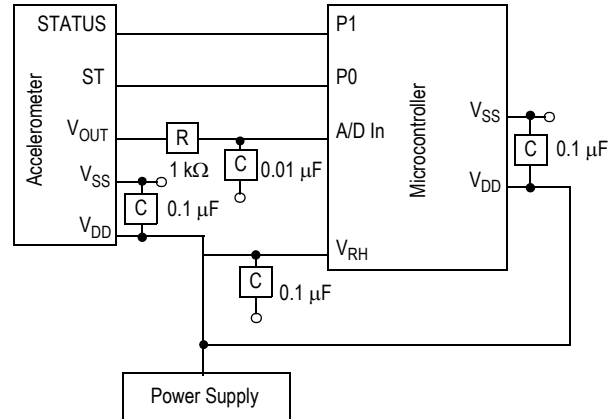 STATUS
P1
ST
P0
VOUT
R
A/D In
1 kΩ
C
0.01 µF
VSS
C
0.1 µF
VDD
Accelerometer
Microcontroller
VSS
C
0.1 µF
VDD
VRH
C
0.1 µF
Power Supply